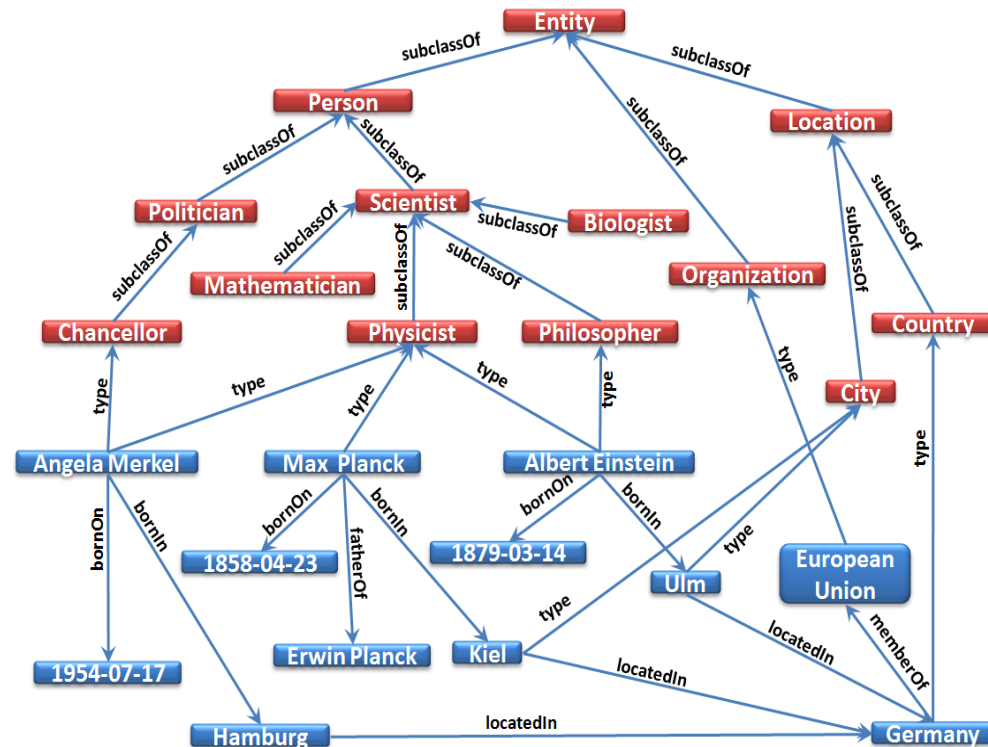 Entity
subclassOf
subclassOf
Person
subclassOf
Location
subclassOf
subclassOf
subclassOf
Scientist
Politician
subclassOf
Biologist
subclassOf
subclassOf
subclassOf
subclassOf
subclassOf
subclassOf
Mathematician
Organization
Chancellor
Physicist
Philosopher
Country
type
type
type
type
type
type
City
type
Angela Merkel
Max Planck
Albert Einstein
bornOn
bornIn
bornOn
fatherOf
bornIn
bornOn
bornIn
type
1858-04-23
1879-03-14
Ulm
European
Union
type
locatedIn
memberOf
1954-07-17
Erwin Planck
Kiel
locatedIn
Hamburg
locatedIn
Germany